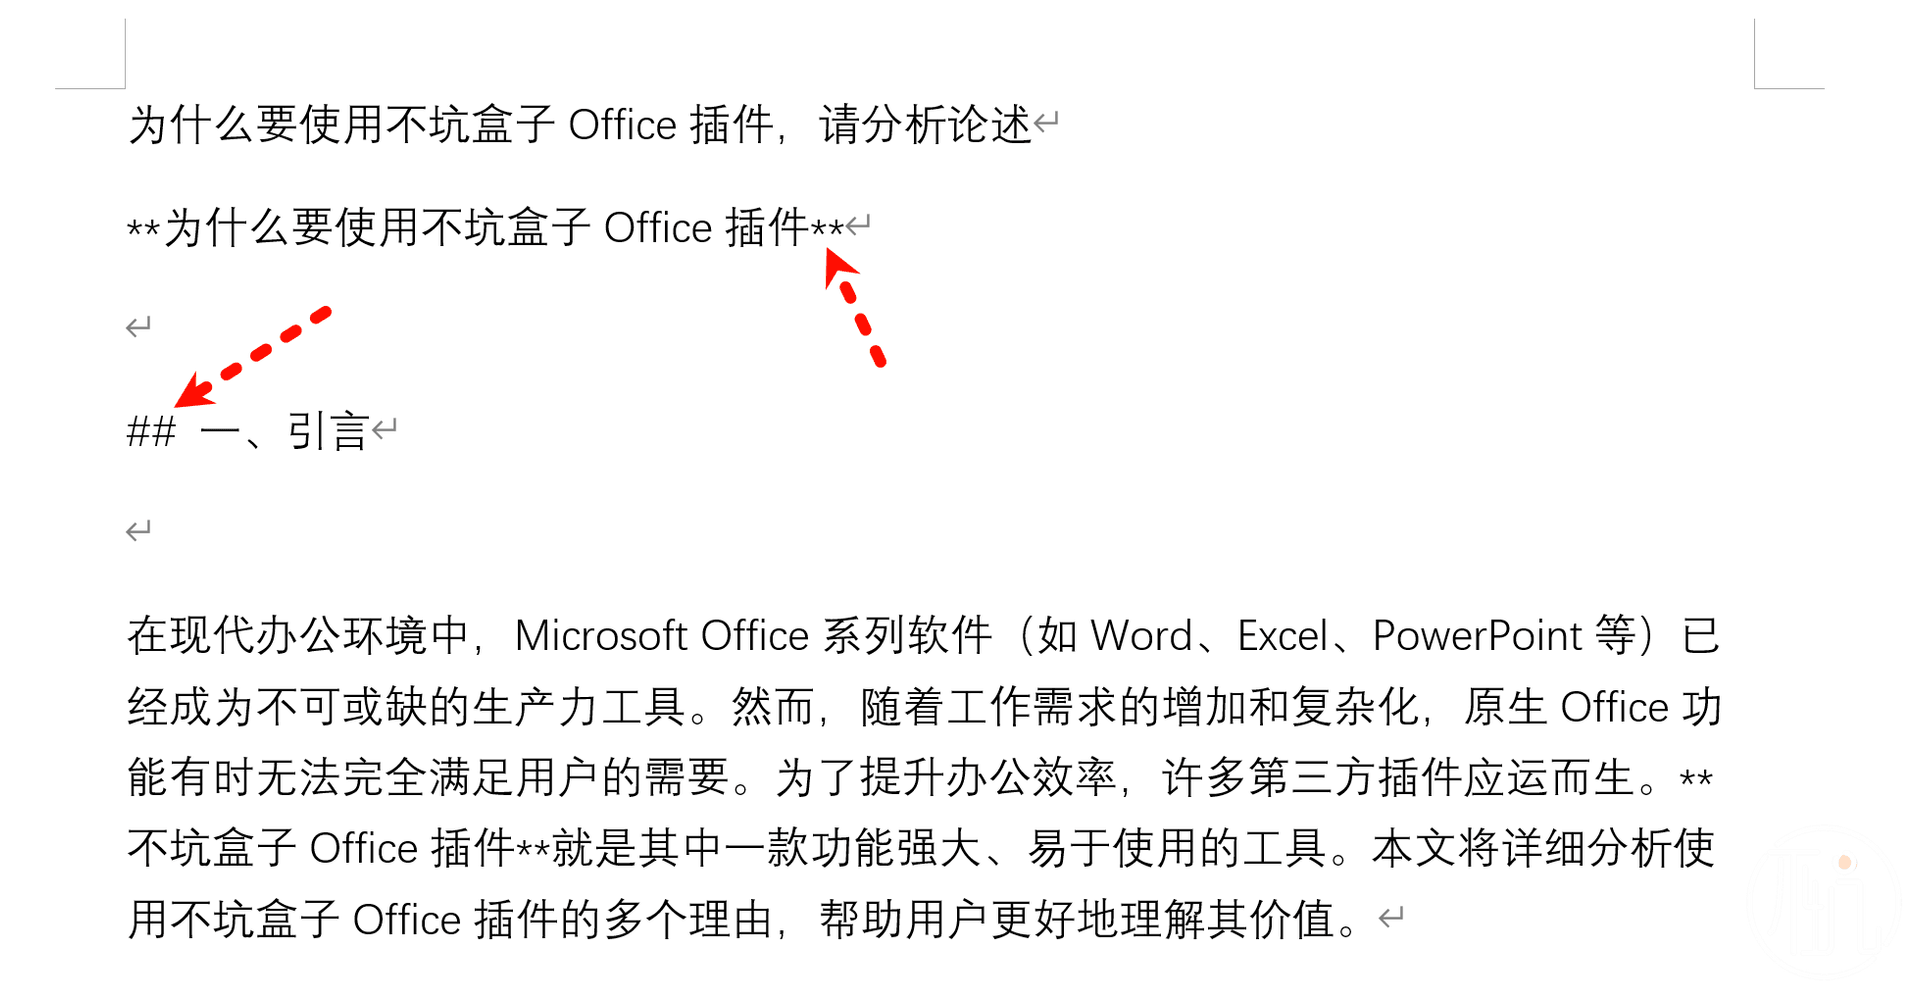 为什么要使用不坑盒子 Office 插件，请分析论述↵
**为什么要使用不坑盒子 Office 插件**↵
↵
## 一、引言↵
↵
在现代办公环境中，Microsoft Office 系列软件（如 Word、Excel、PowerPoint 等）已
经成为不可或缺的生产力工具。然而，随着工作需求的增加和复杂化，原生 Office 功
能有时无法完全满足用户的需要。为了提升办公效率，许多第三方插件应运而生。**
不坑盒子 Office 插件**就是其中一款功能强大、易于使用的工具。本文将详细分析使
用不坑盒子 Office 插件的多个理由，帮助用户更好地理解其价值。↵